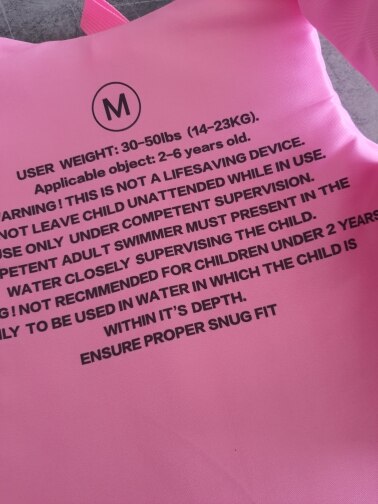 M
USER WEIGHT: 30-50lbs (14-23KG).
Applicable object: 2-6 years old.
WARNING! THIS IS NOT A LIFESAVING DEVICE.
NOT LEAVE CHILD UNATTENDED WHILE IN USE.
USE ONLY UNDER COMPETENT SUPERVISION.
PETENT ADULT SWIMMER MUST PRESENT IN THE
WATER CLOSELY SUPERVISING THE CHILD.
G! NOT RECMMENDED FOR CHILDREN UNDER 2 YEARS
LY TO BE USED IN WATER IN WHICH THE CHILD IS
WITHIN IT'S DEPTH.
ENSURE PROPER SNUG FIT